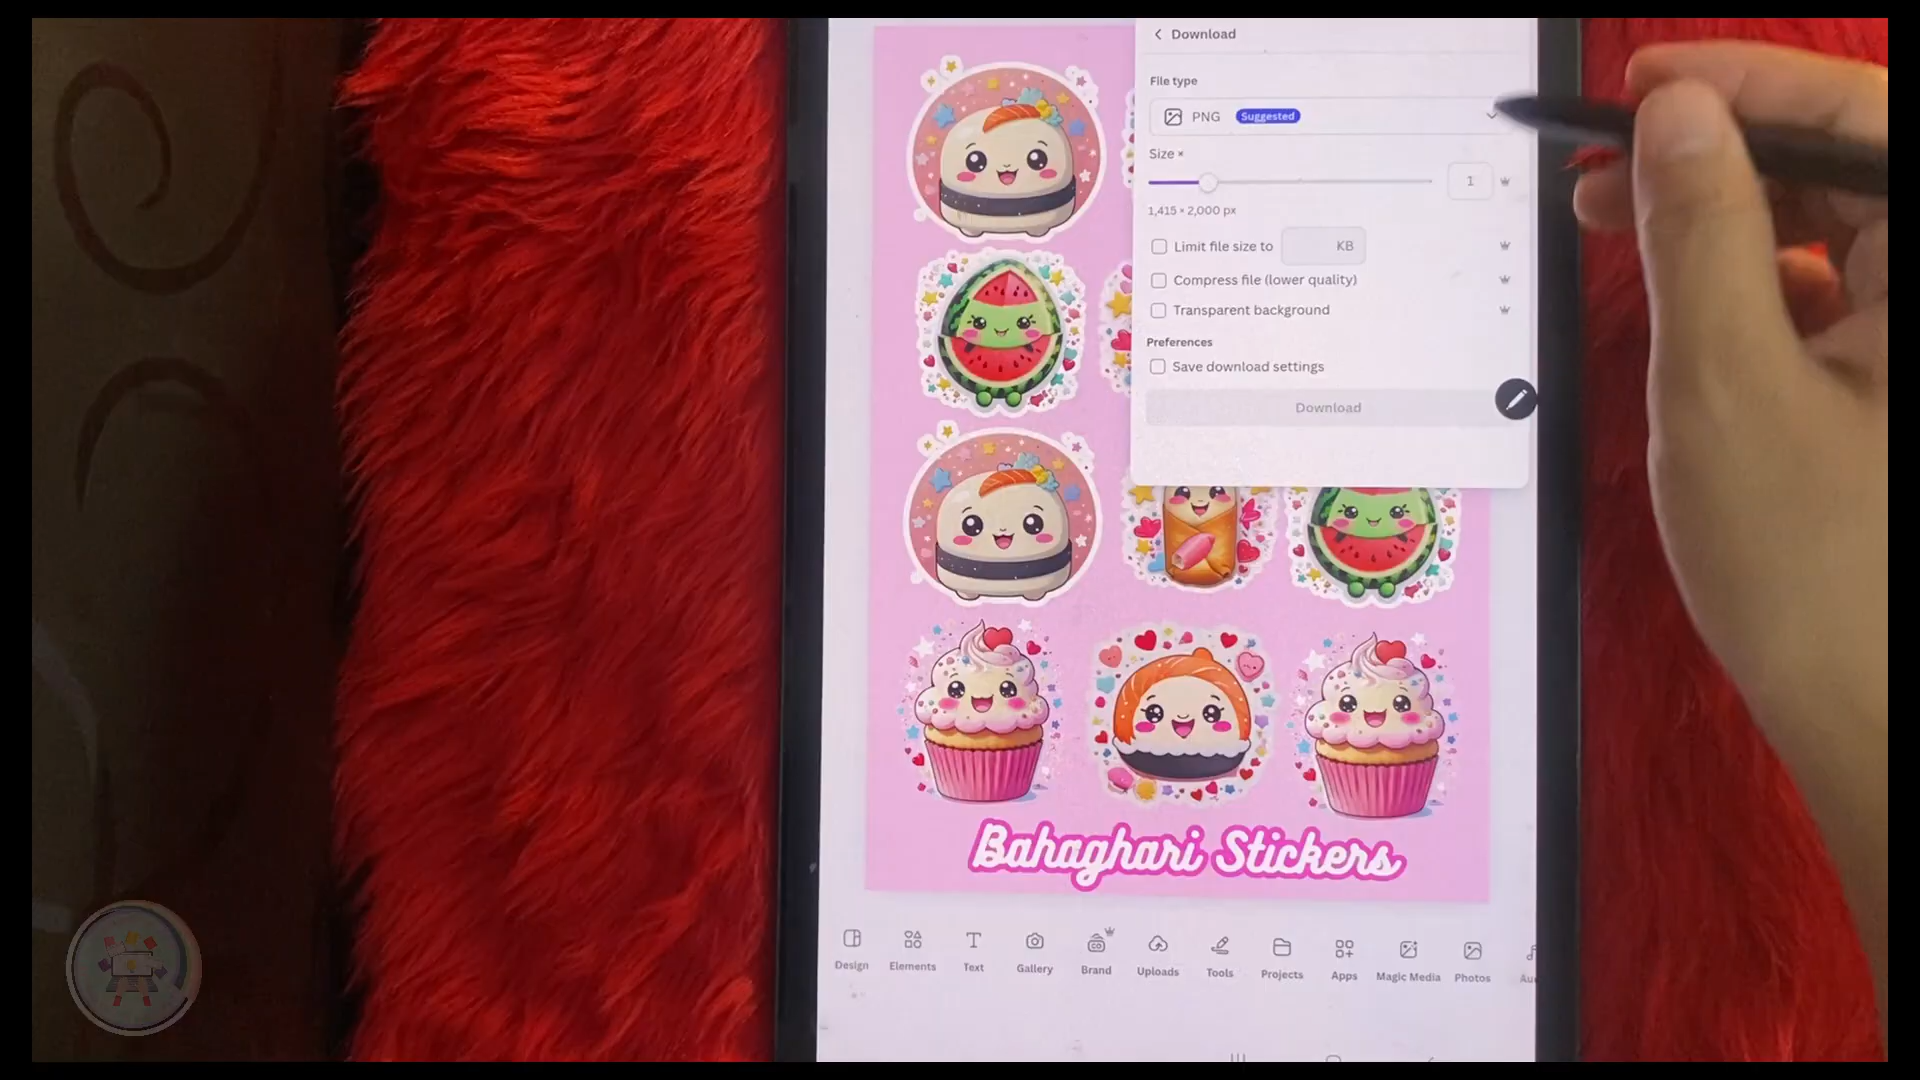 Download
File type
PNG Suggested
Size ×
1
1,415 × 2,000 px
Limit file size to KB
Compress file (lower quality)
Transparent background
Preferences
Save download settings
Download
Bahaghari Stickers
Design Elements Text Gallery Brand Uploads Tools Projects Apps Magic Media Photos